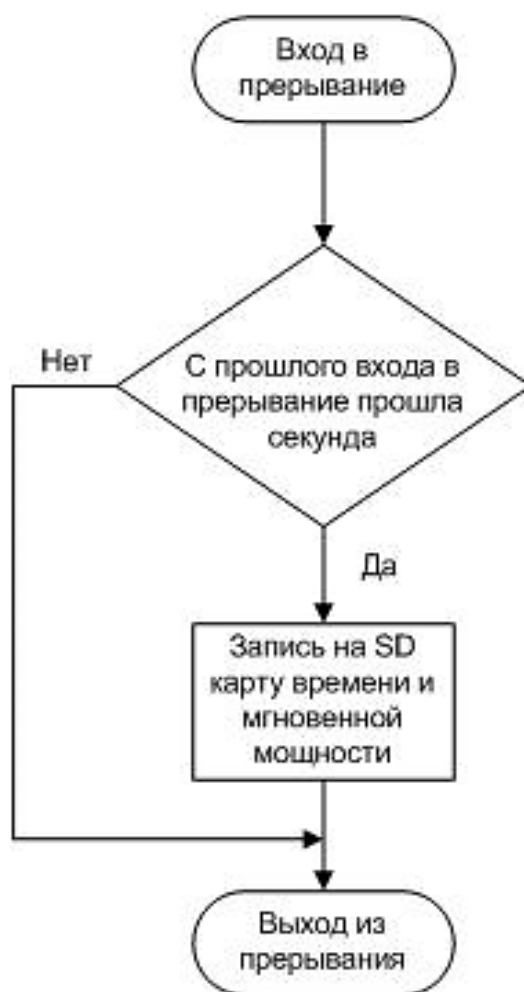 Вход в
прерывание
Нет
С прошлого входа в
прерывание прошла
секунда
Да
Запись на SD
карту времени и
мгновенной
мощности
Выход из
прерывания